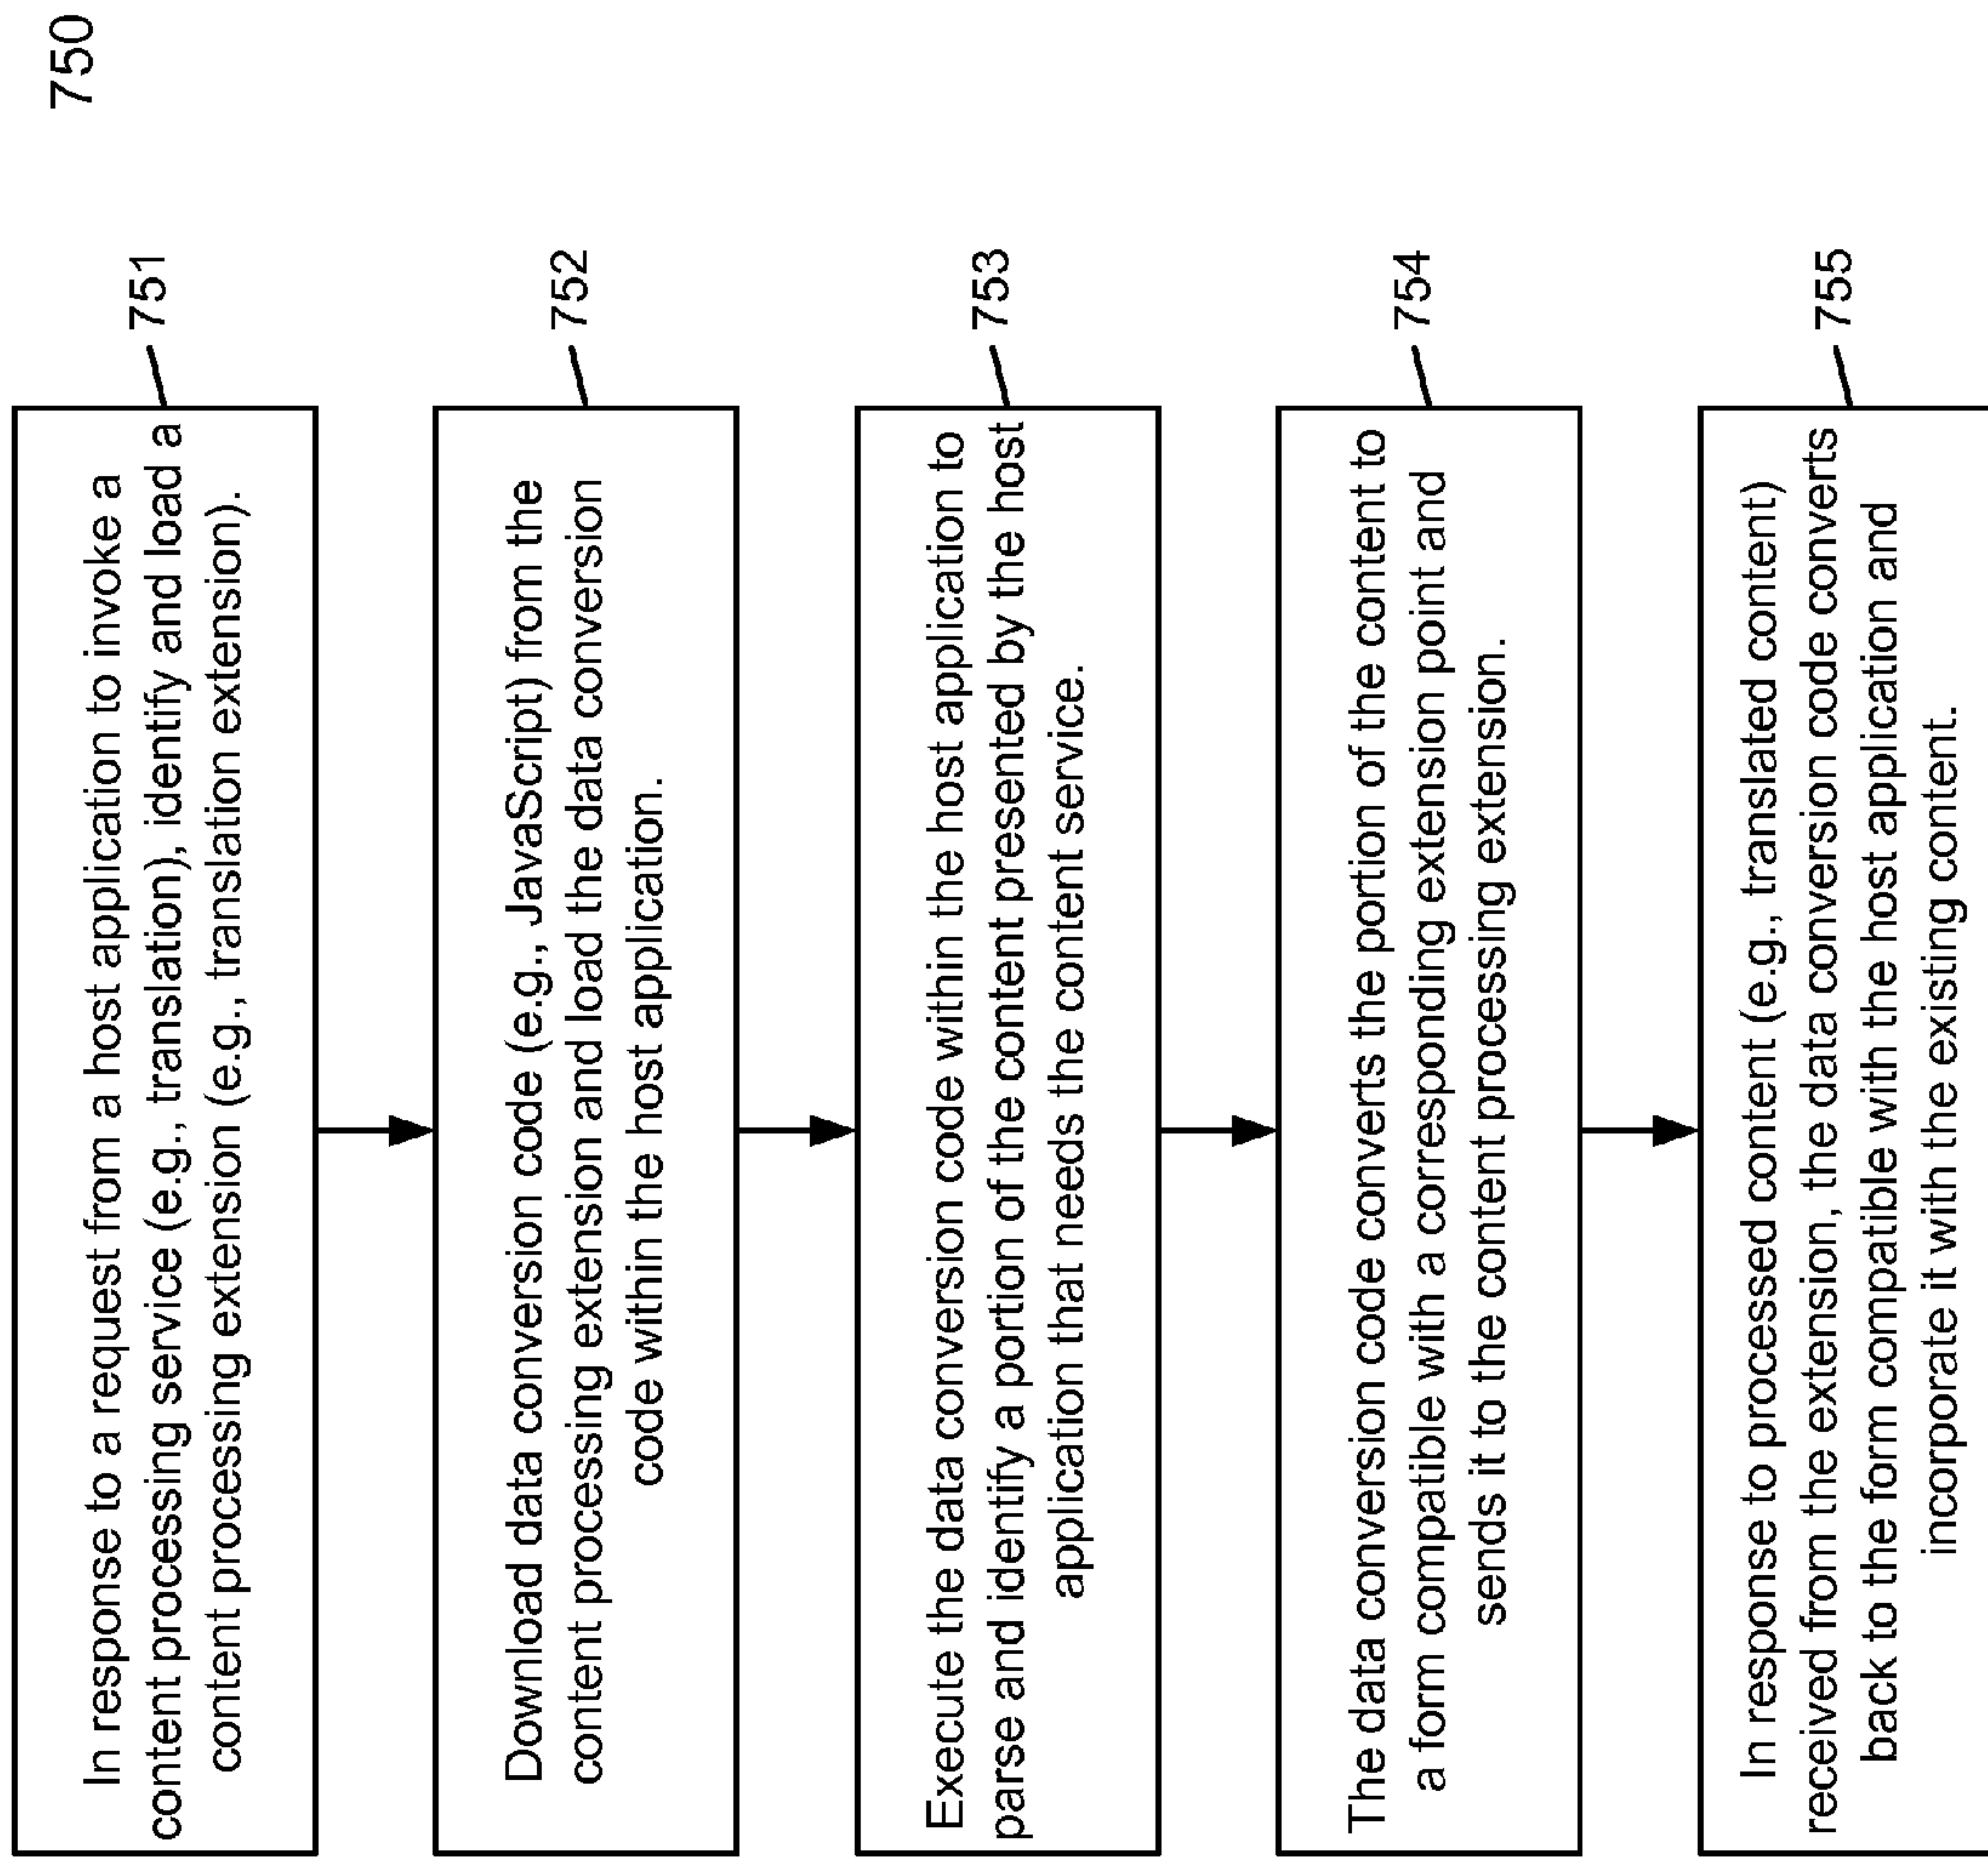 750
In response to a request from a host application to invoke a
content processing service (e.g., translation), identify and load a
content processing extension (e.g., translation extension).
751
Download data conversion code (e.g., JavaScript) from the
content processing extension and load the data conversion
code within the host application.
752
Execute the data conversion code within the host application to
parse and identify a portion of the content presented by the host
application that needs the content service.
753
The data conversion code converts the portion of the content to
a form compatible with a corresponding extension point and
sends it to the content processing extension.
754
In response to processed content (e.g., translated content)
received from the extension, the data conversion code converts
back to the form compatible with the host application and
incorporate it with the existing content.
755